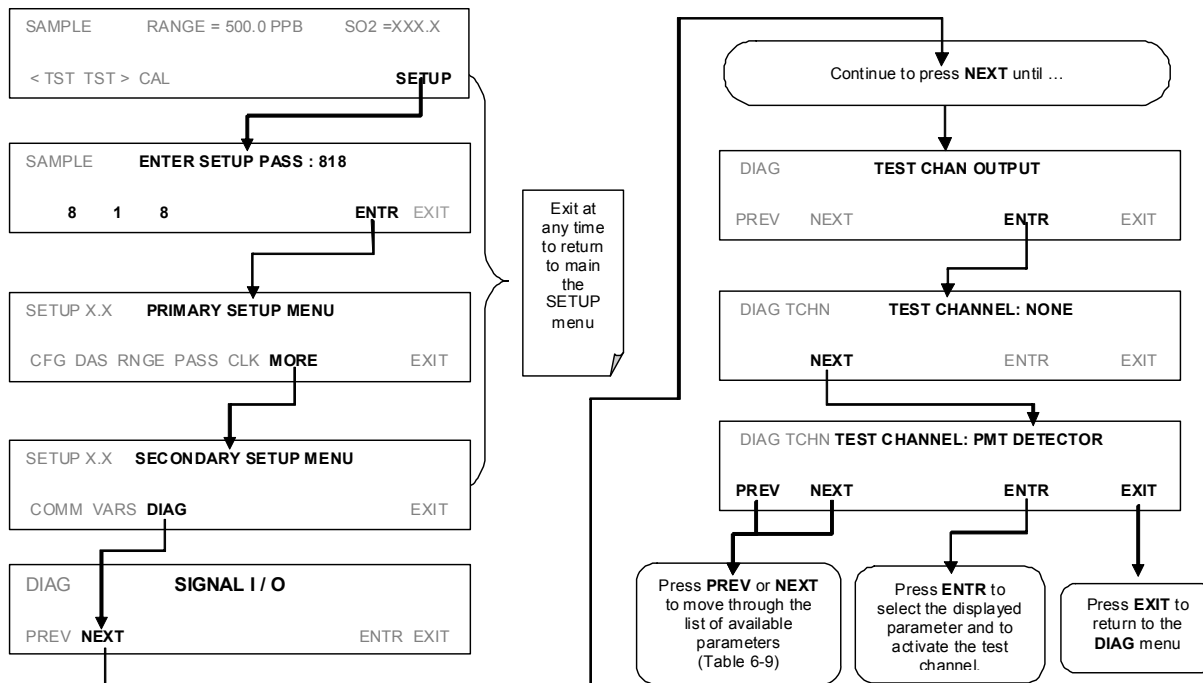 SAMPLE RANGE = 500.0 PPB SO2 =XXX.X
< TST TST > CAL SETUP
SAMPLE ENTER SETUP PASS : 818
8 1 8 ENTR EXIT
SETUP X.X PRIMARY SETUP MENU
CFG DAS RNGE PASS CLK MORE EXIT
SETUP X.X SECONDARY SETUP MENU
COMM VARS DIAG EXIT
DIAG SIGNAL I / O
PREV NEXT ENTR EXIT
Exit at
any time
to return
to main
the
SETUP
menu
Continue to press NEXT until ...
DIAG TEST CHAN OUTPUT
PREV NEXT ENTR EXIT
DIAG TCHN TEST CHANNEL: NONE
NEXT ENTR EXIT
DIAG TCHN TEST CHANNEL: PMT DETECTOR
PREV NEXT ENTR EXIT
Press PREV or NEXT
to move through the
list of available
parameters
(Table 6-9)
Press ENTR to
select the displayed
parameter and to
activate the test
channel.
Press EXIT to
return to the
DIAG menu